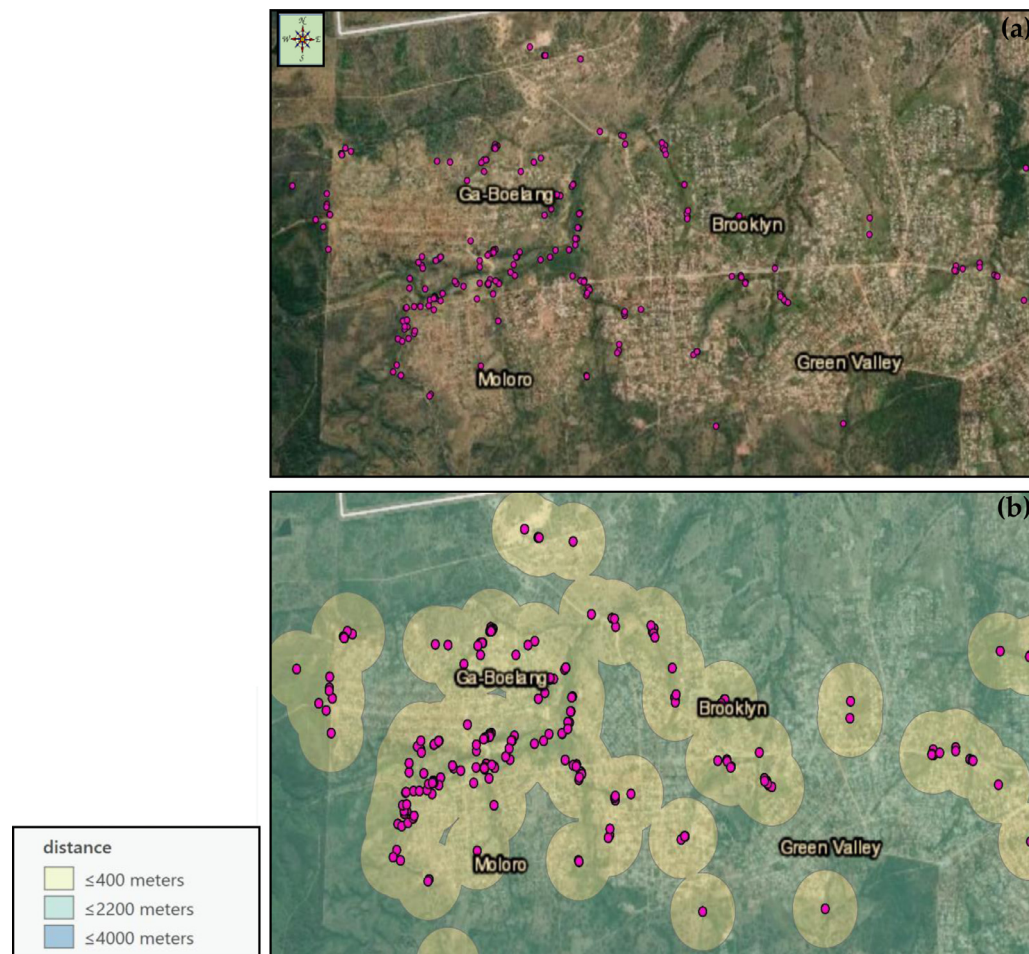 (a)
N
W E
S
Ga-Boelang
Brooklyn
Green Valley
Moloro
(b)
Ga-Boelang
Brooklyn
Green Valley
Moloro
distance
≤400 meters
≤2200 meters
≤4000 meters